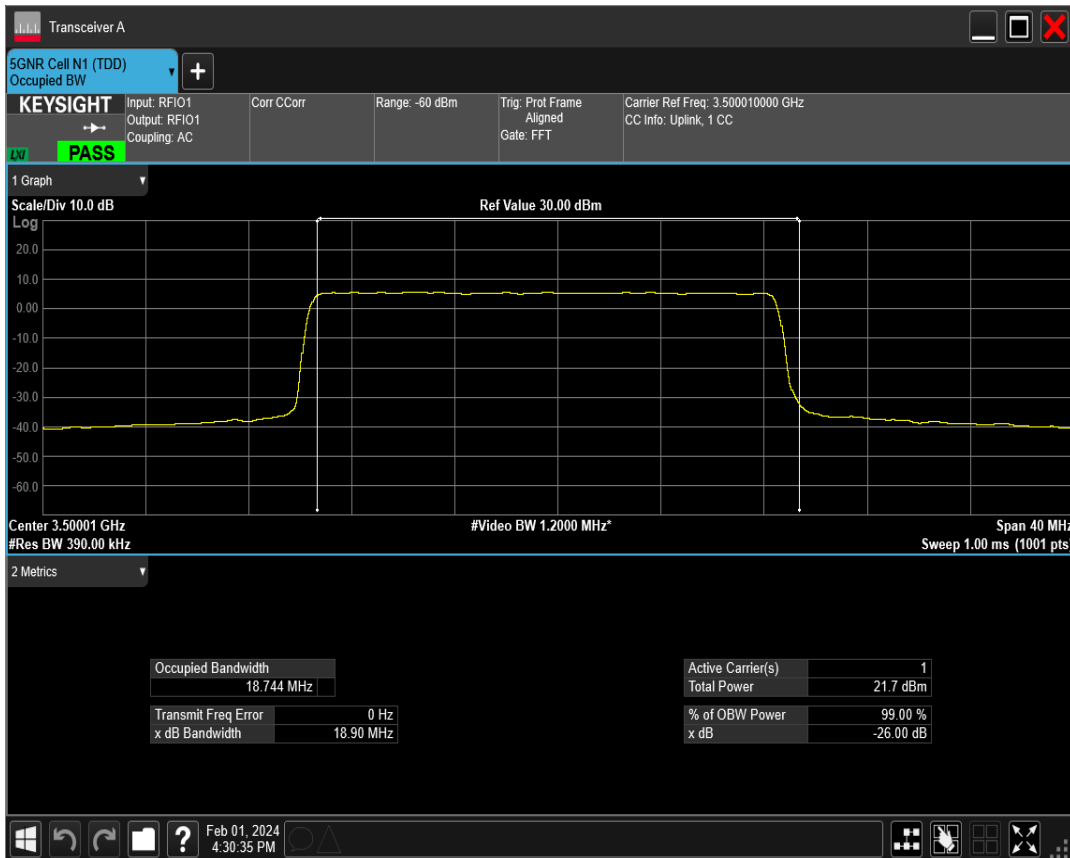 Transceiver A
5GNR Cell N1 (TDD)
Occupied BW
+
KEYSIGHT
LXI
PASS
Input: RFIO1
Output: RFIO1
Coupling: AC
Corr CCorr
Range: -60 dBm
Trig: Prot Frame
Aligned
Gate: FFT
Carrier Ref Freq: 3.500010000 GHz
CC Info: Uplink, 1 CC
1 Graph
Scale/Div 10.0 dB
Ref Value 30.00 dBm
Log
20.0
10.0
0.00
-10.0
-20.0
-30.0
-40.0
-50.0
-60.0
Center 3.50001 GHz
#Video BW 1.2000 MHz*
Span 40 MHz
#Res BW 390.00 kHz
Sweep 1.00 ms (1001 pts)
2 Metrics
Occupied Bandwidth
18.744 MHz
Transmit Freq Error 0 Hz
x dB Bandwidth 18.90 MHz
Active Carrier(s) 1
Total Power 21.7 dBm
% of OBW Power 99.00 %
x dB -26.00 dB
?
Feb 01, 2024
4:30:35 PM